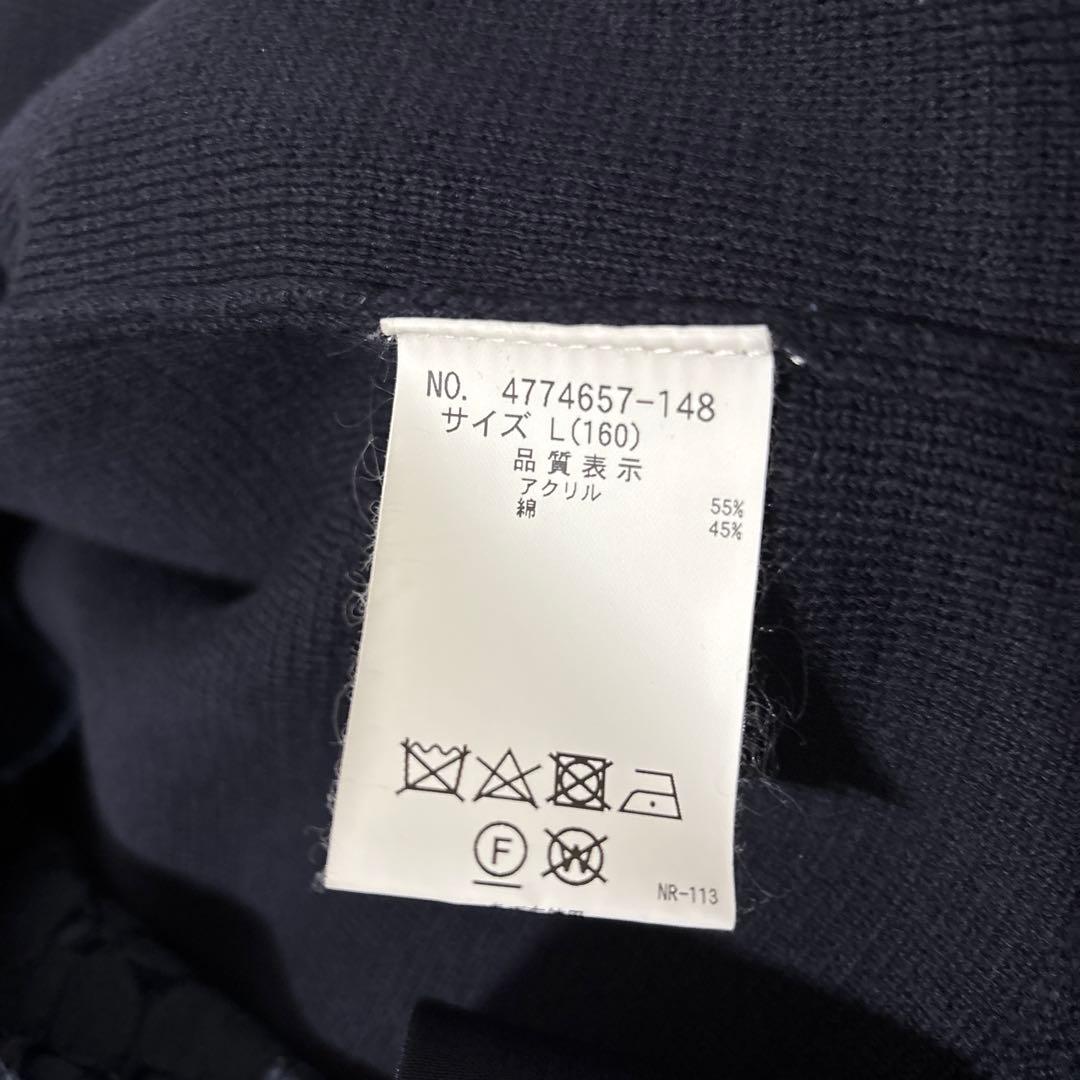 NO. 4774657-148
サイズ L(160)
品質表示
アクリル 55%
綿 45%
F W
NR-113